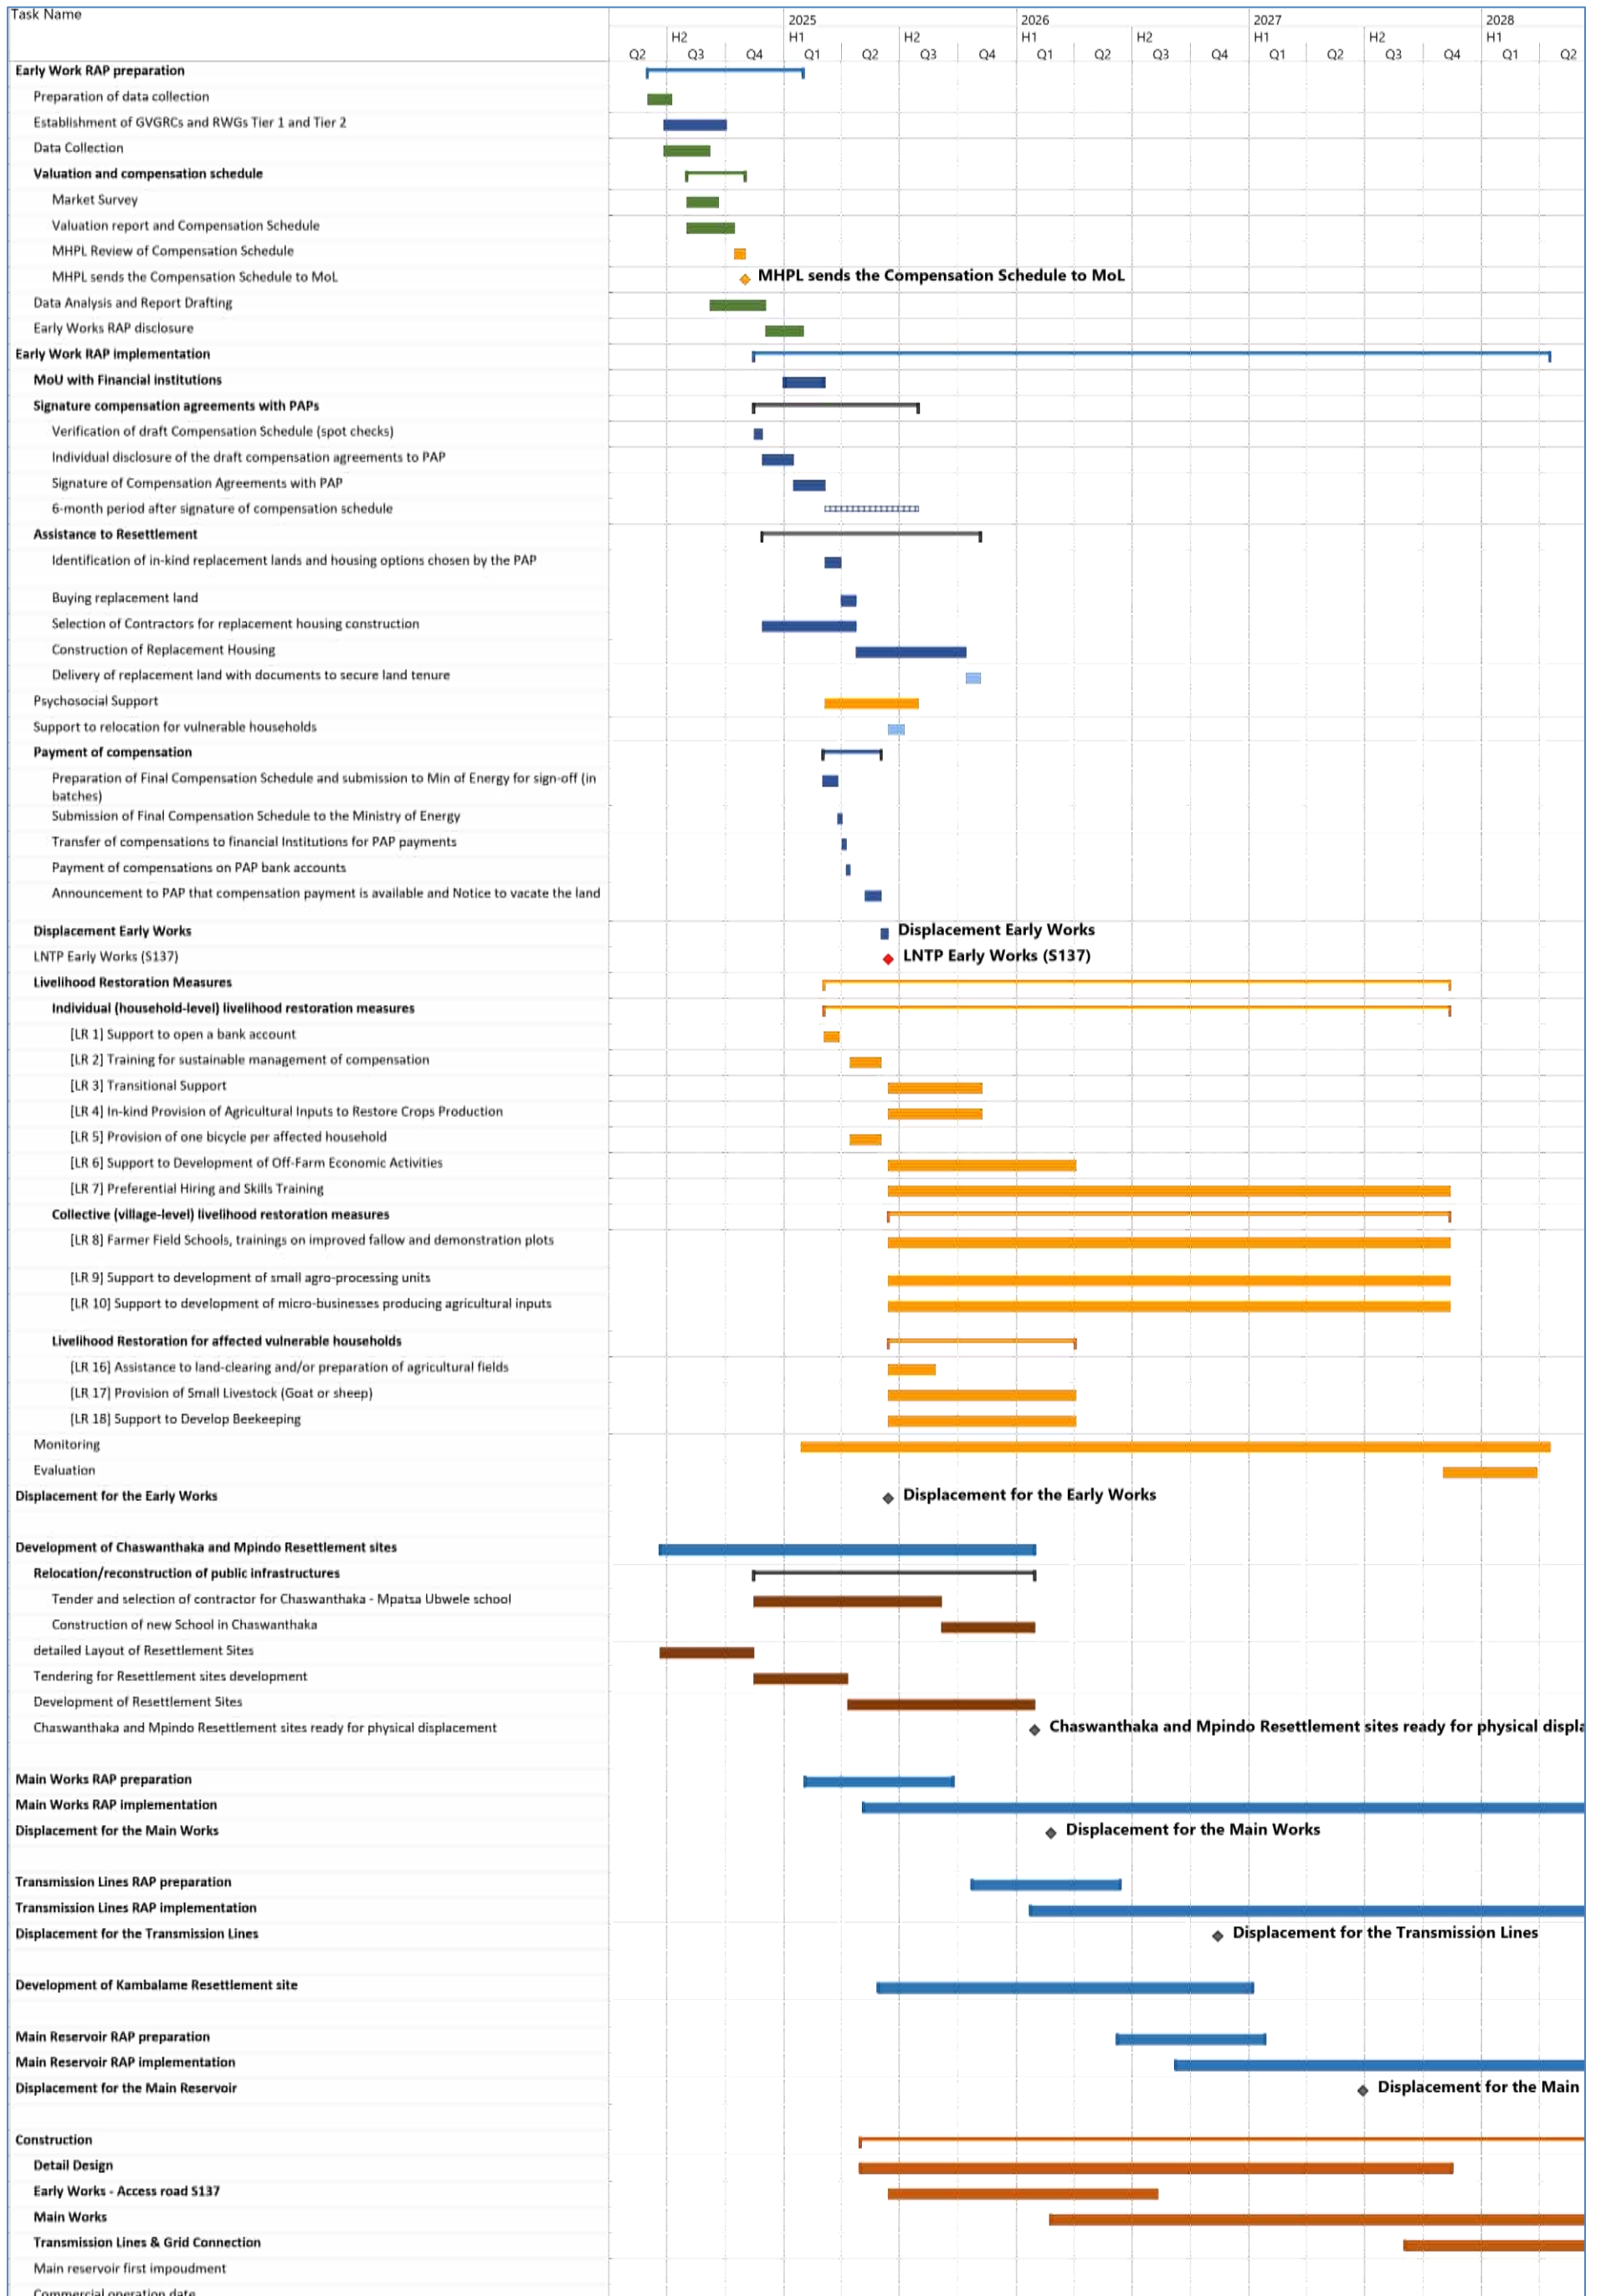 Task Name
2025 2026 2027 2028
H2 H1 H2 H1 H2 H1 H2 H1
Q2 Q3 Q4 Q1 Q2 Q3 Q4 Q1 Q2 Q3 Q4 Q1 Q2 Q3 Q4 Q1 Q2
Early Work RAP preparation
Preparation of data collection
Establishment of GVGRCs and RWGs Tier 1 and Tier 2
Data Collection
Valuation and compensation schedule
Market Survey
Valuation report and Compensation Schedule
MHPL Review of Compensation Schedule
MHPL sends the Compensation Schedule to MoL MHPL sends the Compensation Schedule to MoL
Data Analysis and Report Drafting
Early Works RAP disclosure
Early Work RAP implementation
MoU with Financial institutions
Signature compensation agreements with PAPs
Verification of draft Compensation Schedule (spot checks)
Individual disclosure of the draft compensation agreements to PAP
Signature of Compensation Agreements with PAP
6-month period after signature of compensation schedule
Assistance to Resettlement
Identification of in-kind replacement lands and housing options chosen by the PAP
Buying replacement land
Selection of Contractors for replacement housing construction
Construction of Replacement Housing
Delivery of replacement land with documents to secure land tenure
Psychosocial Support
Support to relocation for vulnerable households
Payment of compensation
Preparation of Final Compensation Schedule and submission to Min of Energy for sign-off (in
batches)
Submission of Final Compensation Schedule to the Ministry of Energy
Transfer of compensations to financial Institutions for PAP payments
Payment of compensations on PAP bank accounts
Announcement to PAP that compensation payment is available and Notice to vacate the land
Displacement Early Works Displacement Early Works
LNTP Early Works (S137) LNTP Early Works (S137)
Livelihood Restoration Measures
Individual (household-level) livelihood restoration measures
[LR 1] Support to open a bank account
[LR 2] Training for sustainable management of compensation
[LR 3] Transitional Support
[LR 4] In-kind Provision of Agricultural Inputs to Restore Crops Production
[LR 5] Provision of one bicycle per affected household
[LR 6] Support to Development of Off-Farm Economic Activities
[LR 7] Preferential Hiring and Skills Training
Collective (village-level) livelihood restoration measures
[LR 8] Farmer Field Schools, trainings on improved fallow and demonstration plots
[LR 9] Support to development of small agro-processing units
[LR 10] Support to development of micro-businesses producing agricultural inputs
Livelihood Restoration for affected vulnerable households
[LR 16] Assistance to land-clearing and/or preparation of agricultural fields
[LR 17] Provision of Small Livestock (Goat or sheep)
[LR 18] Support to Develop Beekeeping
Monitoring
Evaluation
Displacement for the Early Works Displacement for the Early Works
Development of Chaswanthaka and Mpindo Resettlement sites
Relocation/reconstruction of public infrastructures
Tender and selection of contractor for Chaswanthaka - Mpatsa Ubwele school
Construction of new School in Chaswanthaka
detailed Layout of Resettlement Sites
Tendering for Resettlement sites development
Development of Resettlement Sites
Chaswanthaka and Mpindo Resettlement sites ready for physical displacement Chaswanthaka and Mpindo Resettlement sites ready for physical displa
Main Works RAP preparation
Main Works RAP implementation
Displacement for the Main Works Displacement for the Main Works
Transmission Lines RAP preparation
Transmission Lines RAP implementation
Displacement for the Transmission Lines Displacement for the Transmission Lines
Development of Kambalame Resettlement site
Main Reservoir RAP preparation
Main Reservoir RAP implementation
Displacement for the Main Reservoir Displacement for the Main
Construction
Detail Design
Early Works - Access road S137
Main Works
Transmission Lines & Grid Connection
Main reservoir first impoudment
Commercial operation date